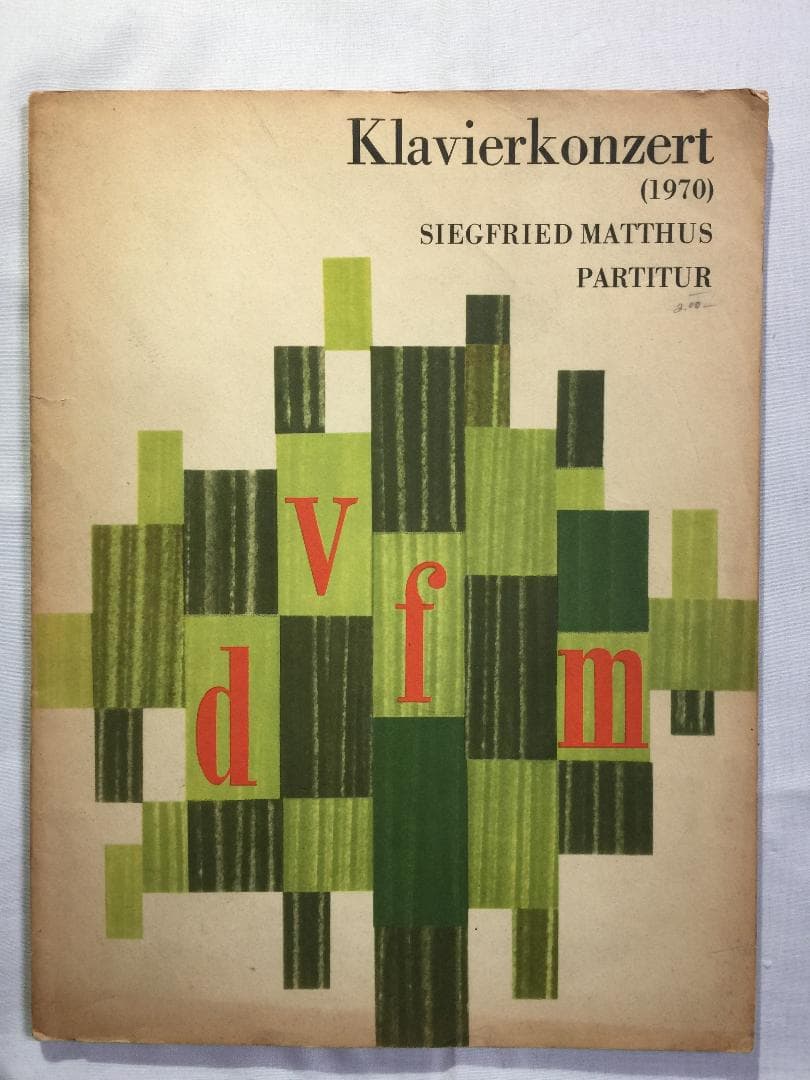 Klavierkonzert
(1970)
SIEGFRIED MATTHUS
PARTITUR
d v f m